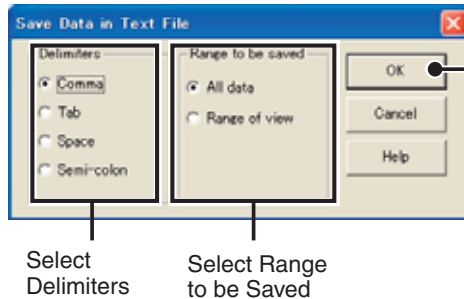 Save Data in Text File
Delimiters
Comma
Tab
Space
Semi-colon
Range to be saved
All data
Range of view
OK
Cancel
Help
Select
Delimiters
Select Range
to be Saved